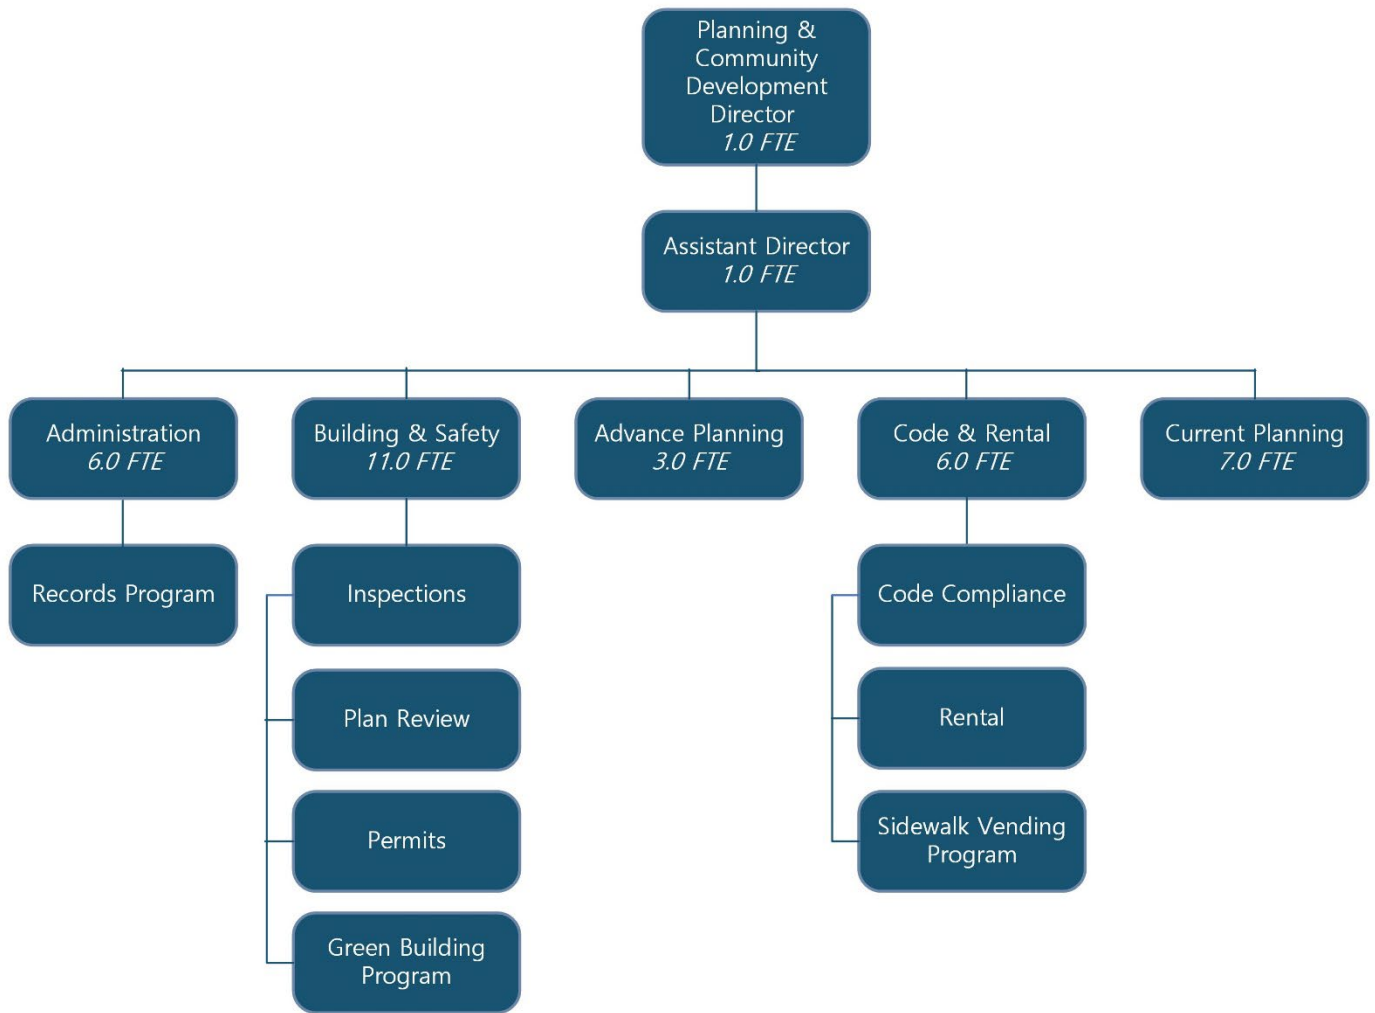 Planning &
Community
Development
Director
1.0 FTE
Assistant Director
1.0 FTE
Administration
6.0 FTE
Building & Safety
11.0 FTE
Advance Planning
3.0 FTE
Code & Rental
6.0 FTE
Current Planning
7.0 FTE
Records Program
Inspections
Code Compliance
Plan Review
Rental
Permits
Sidewalk Vending
Program
Green Building
Program